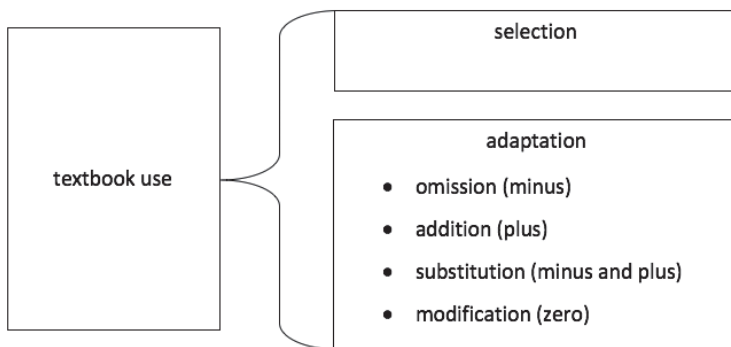 textbook use
selection
adaptation
• omission (minus)
• addition (plus)
• substitution (minus and plus)
• modification (zero)